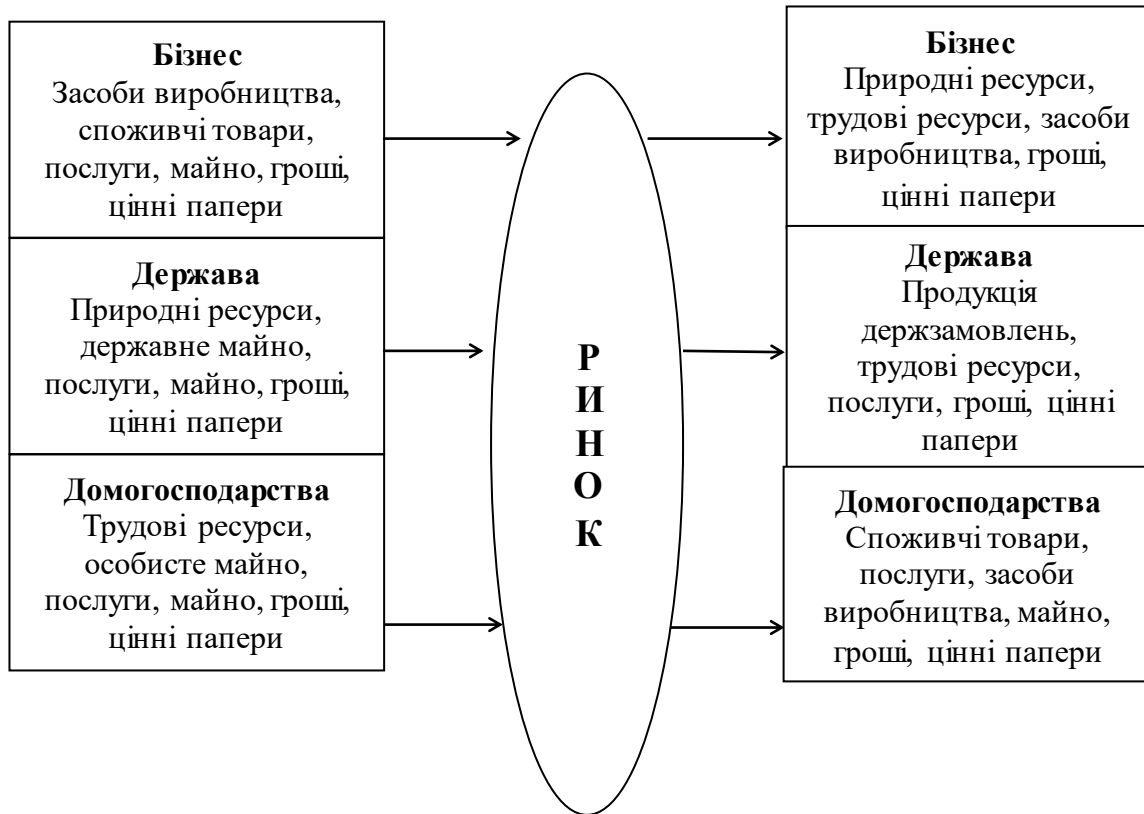 Бізнес
Засоби виробництва,
споживчі товари,
послуги, майно, гроші,
цінні папери
Держава
Природні ресурси,
державне майно,
послуги, майно, гроші,
цінні папери
Домогосподарства
Трудові ресурси,
особисте майно,
послуги, майно, гроші,
цінні папери
Р
И
Н
О
К
Бізнес
Природні ресурси,
трудові ресурси, засоби
виробництва, гроші,
цінні папери
Держава
Продукція
держзамовлень,
трудові ресурси,
послуги, гроші, цінні
папери
Домогосподарства
Споживчі товари,
послуги, засоби
виробництва, майно,
гроші, цінні папери